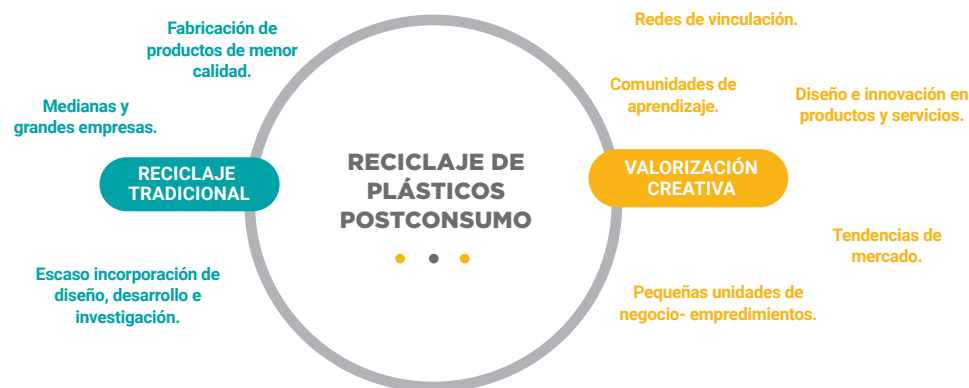 Fabricación de
productos de menor
calidad.
Medianas y
grandes empresas.
RECICLAJE
TRADICIONAL
Escaso incorporación de
diseño, desarrollo e
investigación.
RECICLAJE DE
PLÁSTICOS
POSTCONSUMO
Redes de vinculación.
Comunidades de
aprendizaje.
Diseño e innovación en
productos y servicios.
VALORIZACIÓN
CREATIVA
Tendencias de
mercado.
Pequeñas unidades de
negocio- empredimientos.